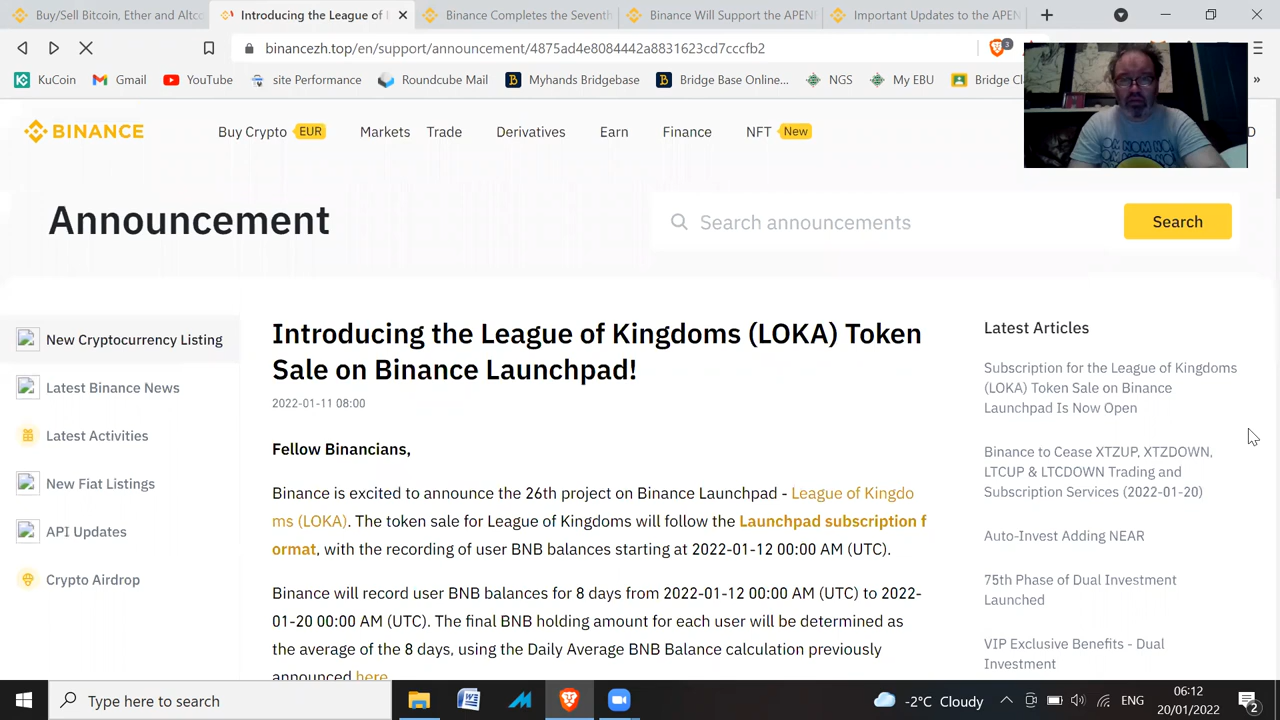 Buy/Sell Bitcoin, Ether and Altco
Introducing the League of
Binance Completes the Seventh
Binance Will Support the APENF
Important Updates to the APEN
binancezh.top/en/support/announcement/4875ad4e8084442a8831623cd7cccfb2
3
KuCoin
Gmail
YouTube
site Performance
Roundcube Mail
Myhands Bridgebase
Bridge Base Online...
NGS
My EBU
Bridge Cl
BINANCE
Buy Crypto EUR
Markets
Trade
Derivatives
Earn
Finance
NFT New
D
Announcement
Search announcements
Search
New Cryptocurrency Listing
Latest Binance News
Latest Activities
New Fiat Listings
API Updates
Crypto Airdrop
Introducing the League of Kingdoms (LOKA) Token
Sale on Binance Launchpad!
2022-01-11 08:00
Fellow Binancians,
Binance is excited to announce the 26th project on Binance Launchpad - League of Kingdo
ms (LOKA). The token sale for League of Kingdoms will follow the Launchpad subscription f
ormat, with the recording of user BNB balances starting at 2022-01-12 00:00 AM (UTC).
Binance will record user BNB balances for 8 days from 2022-01-12 00:00 AM (UTC) to 2022-
01-20 00:00 AM (UTC). The final BNB holding amount for each user will be determined as
the average of the 8 days, using the Daily Average BNB Balance calculation previously
announced here
Latest Articles
Subscription for the League of Kingdoms
(LOKA) Token Sale on Binance
Launchpad Is Now Open
Binance to Cease XTZUP, XTZDOWN,
LTCUP & LTCDOWN Trading and
Subscription Services (2022-01-20)
Auto-Invest Adding NEAR
75th Phase of Dual Investment
Launched
VIP Exclusive Benefits - Dual
Investment
OM NOM NOM
Type here to search
-2°C Cloudy
ENG
06:12
20/01/2022
2